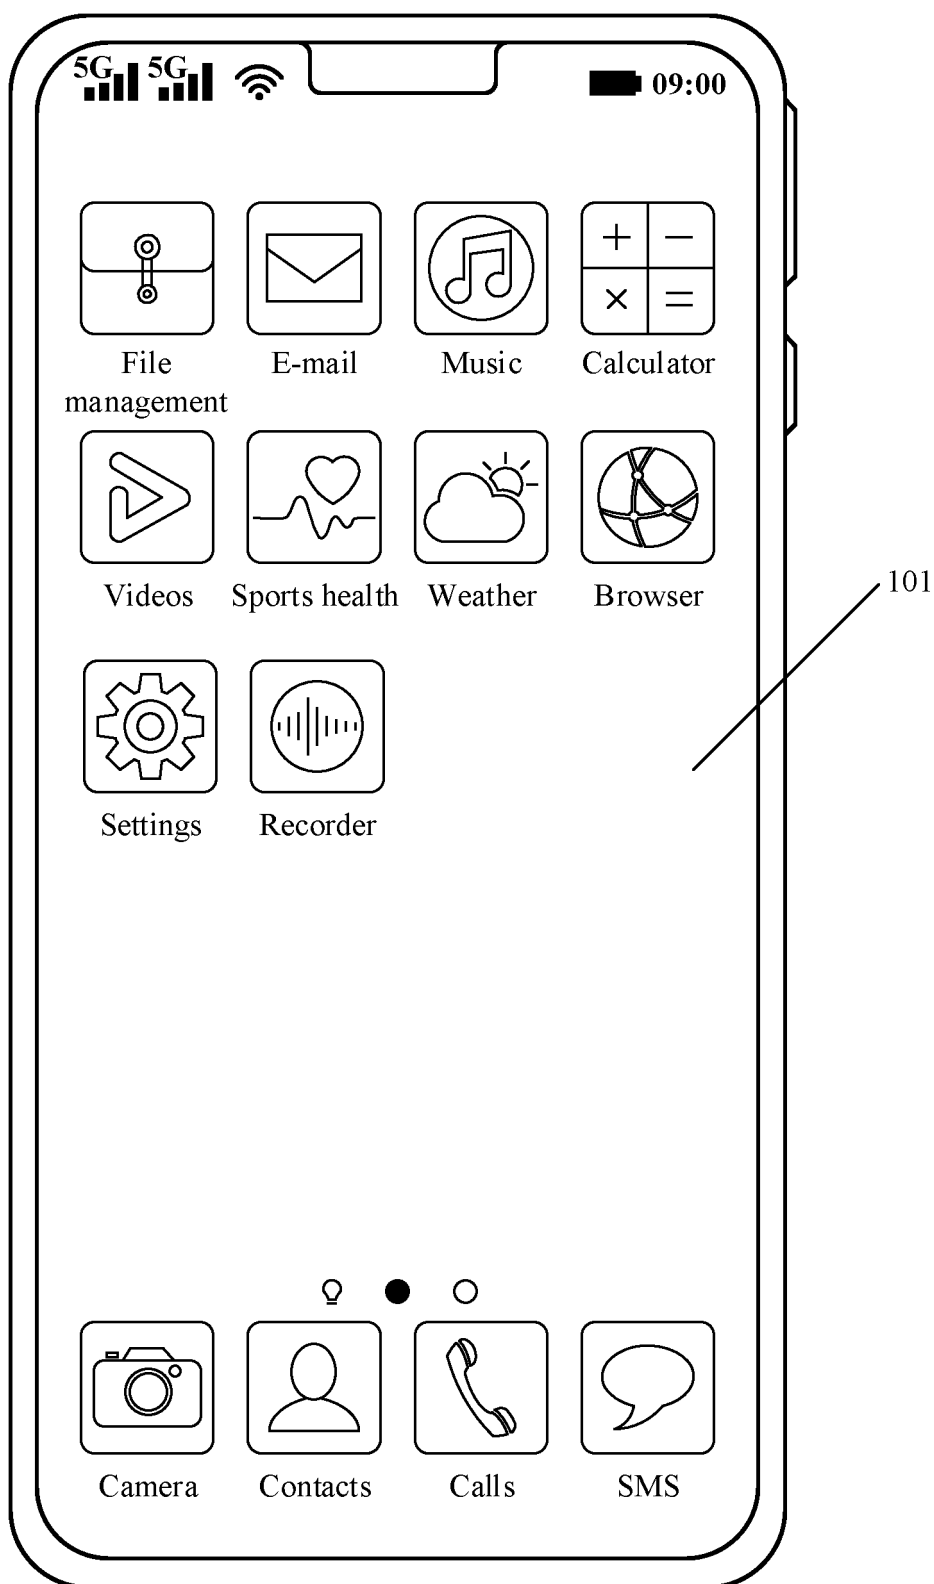 5G 5G 09:00
File management E-mail Music Calculator
Videos Sports health Weather Browser
101
Settings Recorder
Camera Contacts Calls SMS